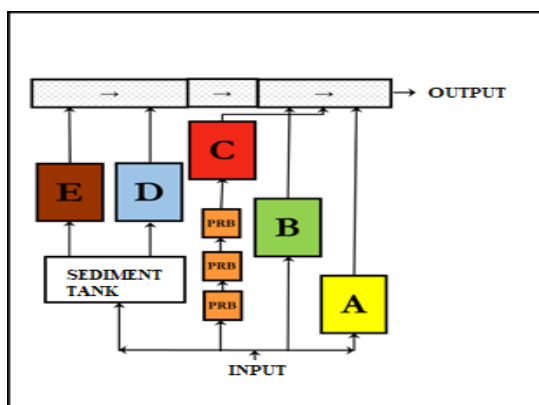 → → → OUTPUT
C
E D
PRB
B
SEDIMENT
TANK
PRB
PRB
A
INPUT